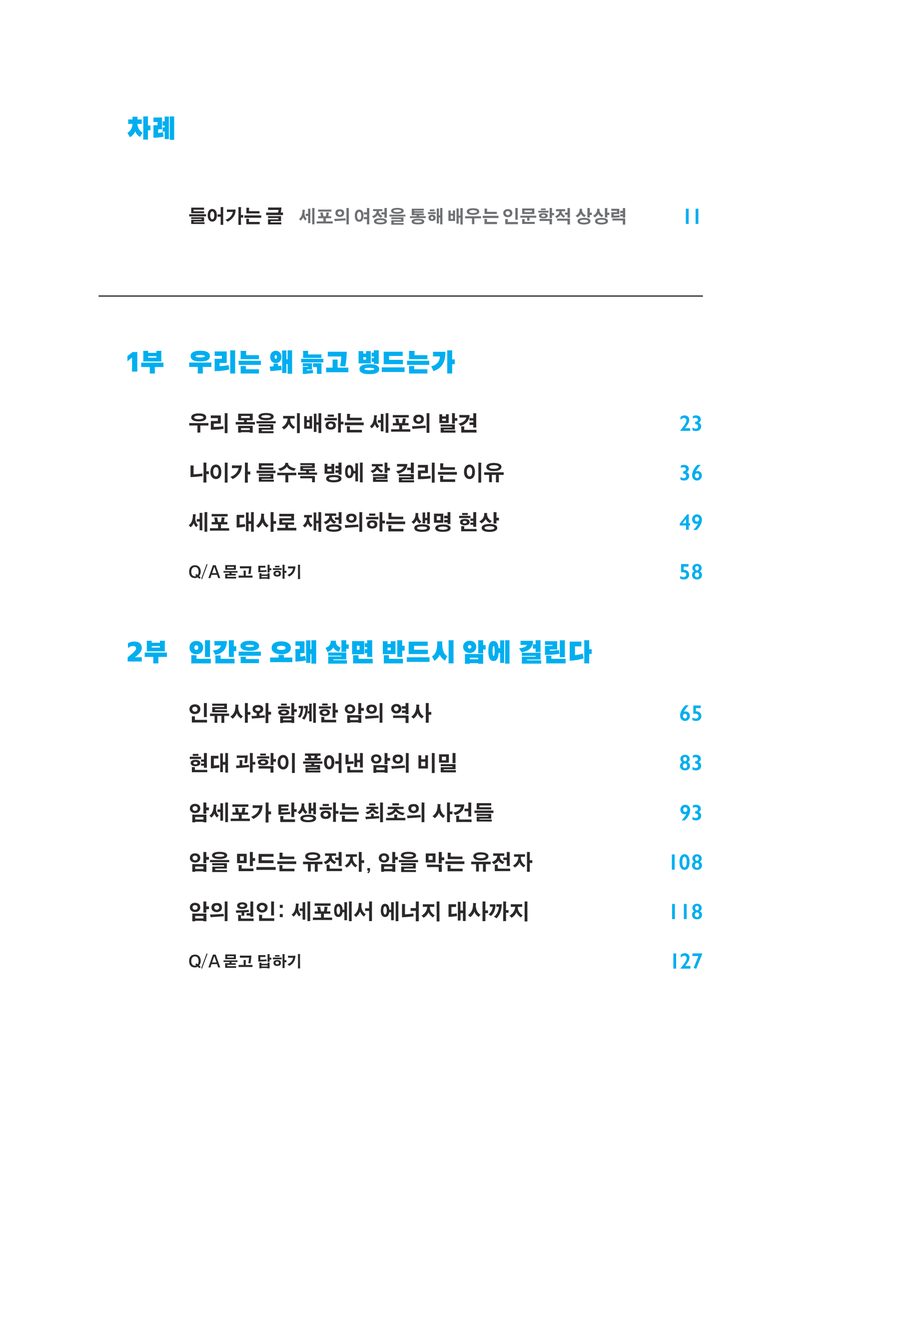 차례
들어가는 글 세포의 여정을 통해 배우는 인문학적 상상력 11
1부 우리는 왜 늙고 병드는가
우리 몸을 지배하는 세포의 발견 23
나이가 들수록 병에 잘 걸리는 이유 36
세포 대사로 재정의하는 생명 현상 49
Q/A 묻고 답하기 58
2부 인간은 오래 살면 반드시 암에 걸린다
인류사와 함께한 암의 역사 65
현대 과학이 풀어낸 암의 비밀 83
암세포가 탄생하는 최초의 사건들 93
암을 만드는 유전자, 암을 막는 유전자 108
암의 원인: 세포에서 에너지 대사까지 118
Q/A 묻고 답하기 127